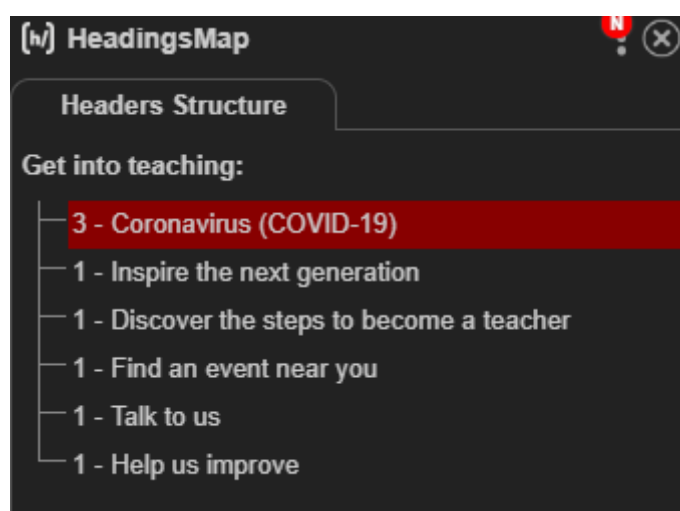 [h/] HeadingsMap
N
Headers Structure
Get into teaching:
3 - Coronavirus (COVID-19)
1 - Inspire the next generation
1 - Discover the steps to become a teacher
1 - Find an event near you
1 - Talk to us
1 - Help us improve